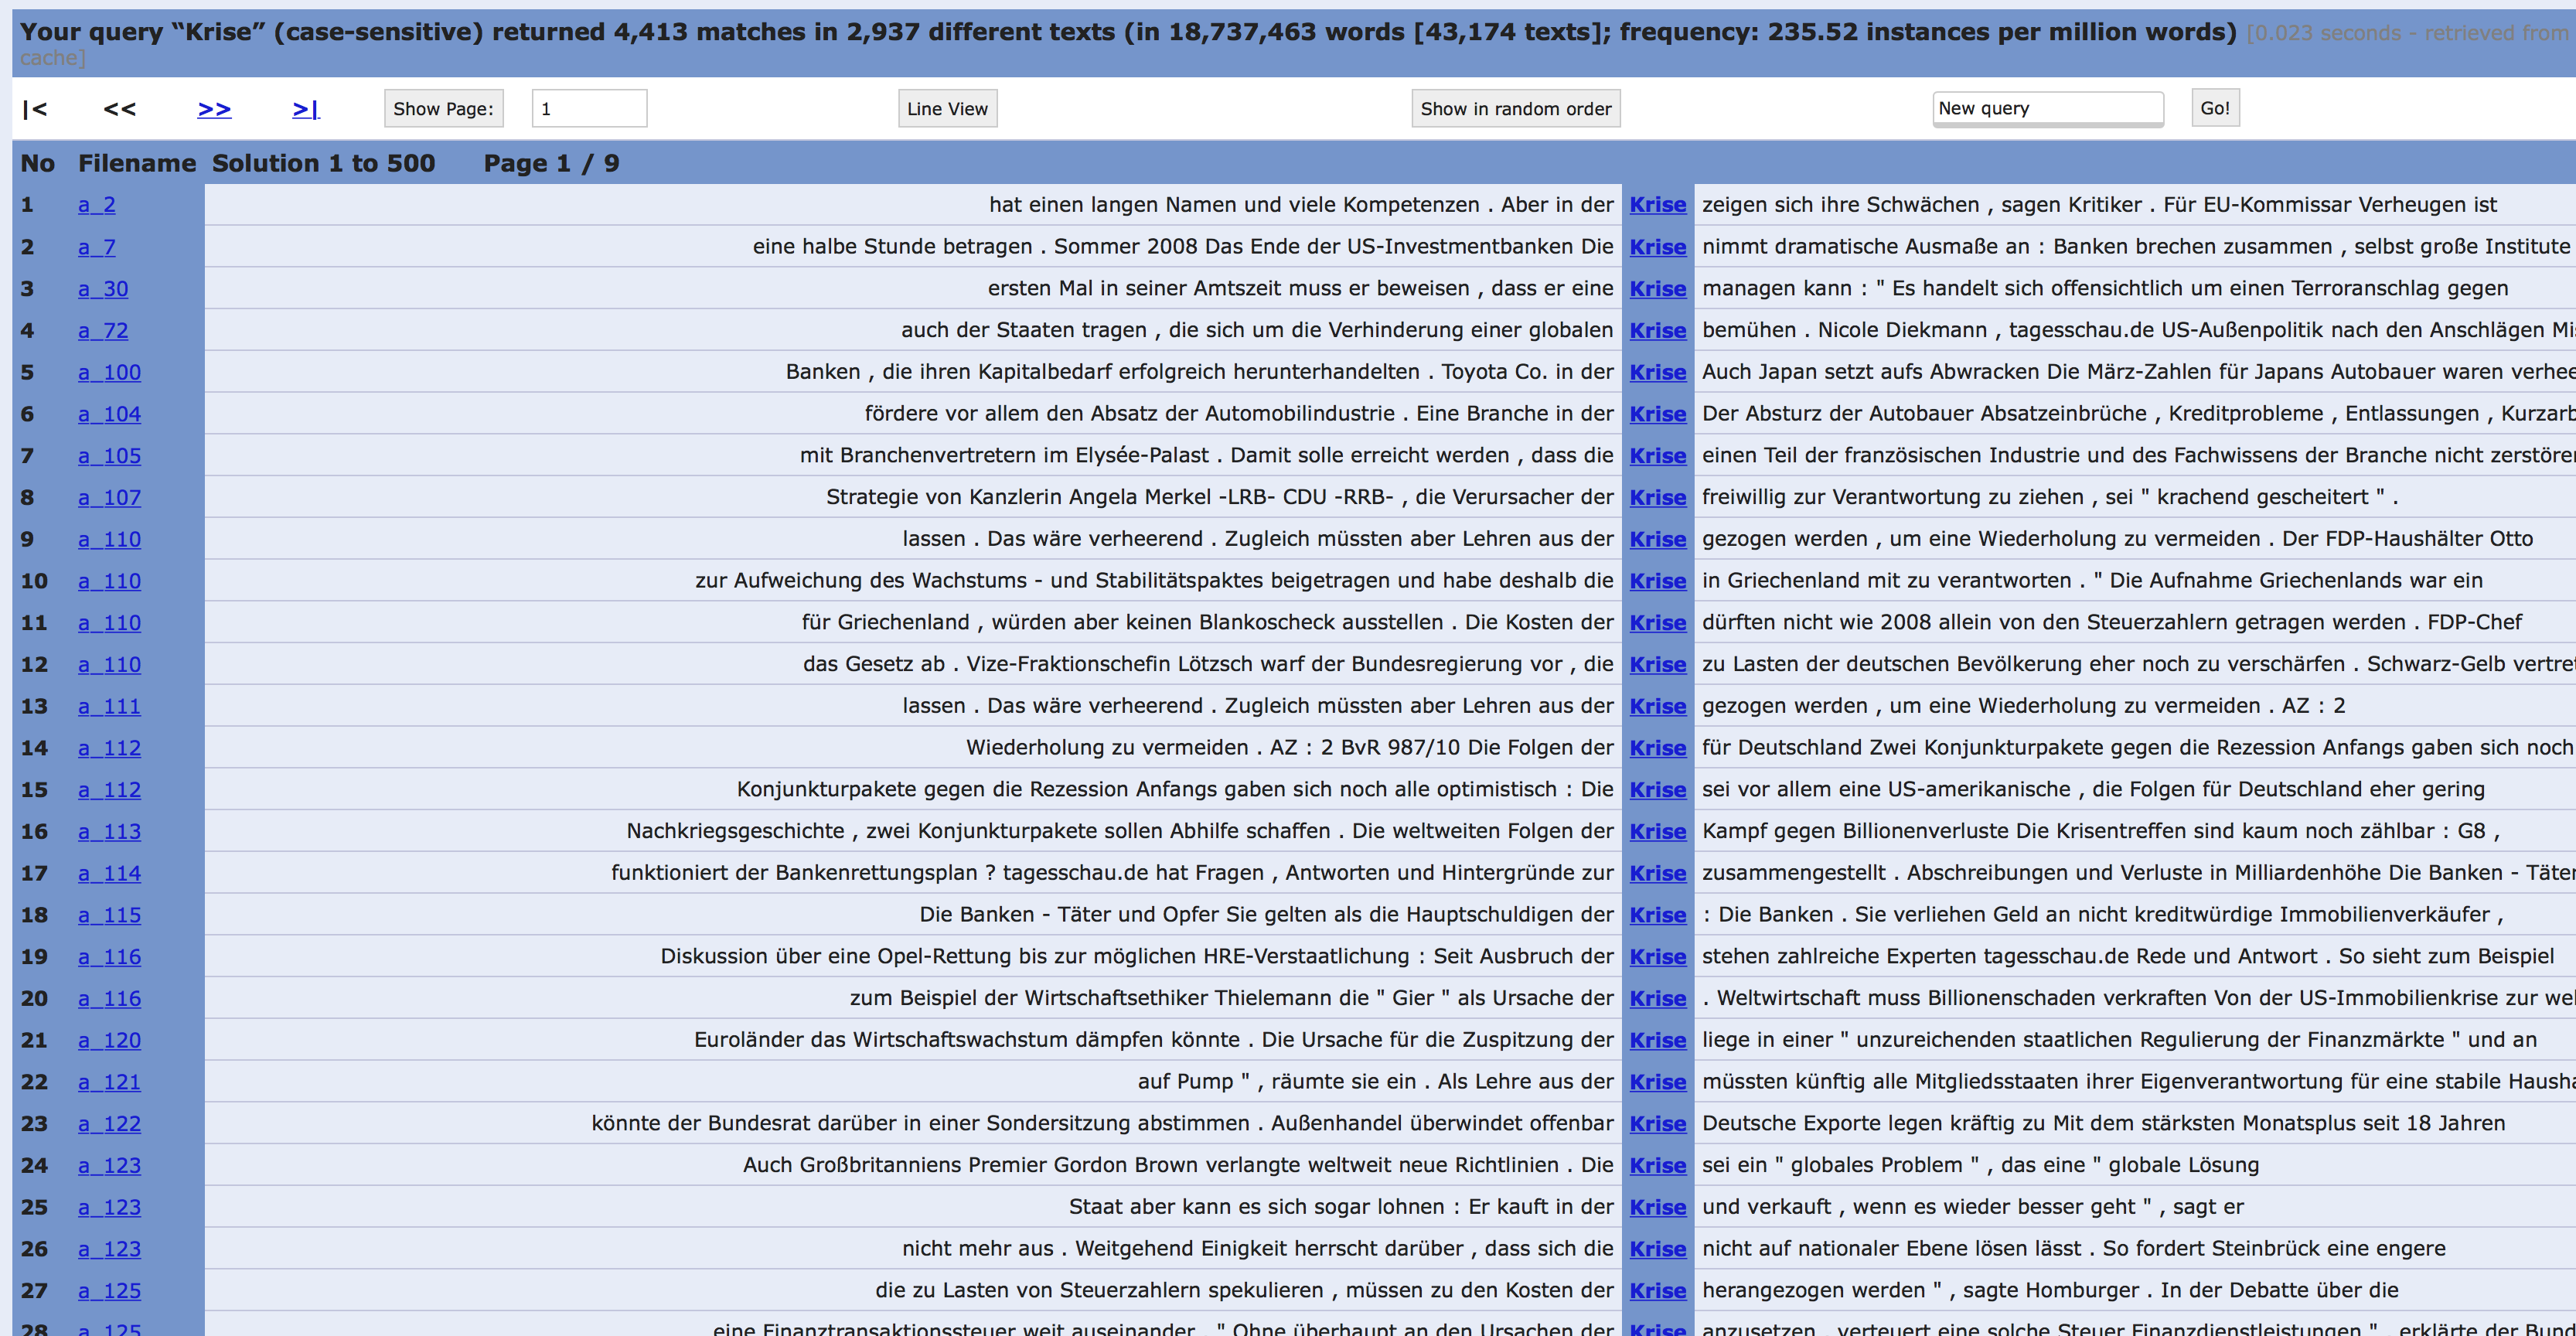 Your query “Krise” (case-sensitive) returned 4,413 matches in 2,937 different texts (in 18,737,463 words [43,174 texts]; frequency: 235.52 instances per million words) [0.023 seconds - retrieved from
cache]
|< << >> >| Show Page: 1 Line View Show in random order New query Go!
No Filename Solution 1 to 500 Page 1 / 9
1 a_2 hat einen langen Namen und viele Kompetenzen . Aber in der Krise zeigen sich ihre Schwächen , sagen Kritiker . Für EU-Kommissar Verheugen ist
2 a_7 eine halbe Stunde betragen . Sommer 2008 Das Ende der US-Investmentbanken Die Krise nimmt dramatische Ausmaße an : Banken brechen zusammen , selbst große Institute
3 a_30 ersten Mal in seiner Amtszeit muss er beweisen , dass er eine Krise managen kann : " Es handelt sich offensichtlich um einen Terroranschlag gegen
4 a_72 auch der Staaten tragen , die sich um die Verhinderung einer globalen Krise bemühen . Nicole Diekmann , tagesschau.de US-Außenpolitik nach den Anschlägen
5 a_100 Banken , die ihren Kapitalbedarf erfolgreich herunterhandelten . Toyota Co. in der Krise Auch Japan setzt aufs Abwracken Die März-Zahlen für Japans Autobauer waren
6 a_104 fördere vor allem den Absatz der Automobilindustrie . Eine Branche in der Krise Der Absturz der Autobauer Absatzeinbrüche , Kreditprobleme , Entlassungen ,
7 a_105 mit Branchenvertretern im Elysée-Palast . Damit solle erreicht werden , dass die Krise einen Teil der französischen Industrie und des Fachwissens der Branche nicht
8 a_107 Strategie von Kanzlerin Angela Merkel -LRB- CDU -RRB- , die Verursacher der Krise freiwillig zur Verantwortung zu ziehen , sei " krachend gescheitert " .
9 a_110 lassen . Das wäre verheerend . Zugleich müssten aber Lehren aus der Krise gezogen werden , um eine Wiederholung zu vermeiden . Der FDP-Haushälter Otto
10 a_110 zur Aufweichung des Wachstums - und Stabilitätspaktes beigetragen und habe deshalb die Krise in Griechenland mit zu verantworten . " Die Aufnahme Griechenlands war ein
11 a_110 für Griechenland , würden aber keinen Blankoscheck ausstellen . Die Kosten der Krise dürften nicht wie 2008 allein von den Steuerzahlern getragen werden . FDP-Chef
12 a_110 das Gesetz ab . Vize-Fraktionschefin Lötzsch warf der Bundesregierung vor , die Krise zu Lasten der deutschen Bevölkerung eher noch zu verschärfen . Schwarz-Gelb
13 a_111 lassen . Das wäre verheerend . Zugleich müssten aber Lehren aus der Krise gezogen werden , um eine Wiederholung zu vermeiden . AZ : 2
14 a_112 Wiederholung zu vermeiden . AZ : 2 BvR 987/10 Die Folgen der Krise für Deutschland Zwei Konjunkturpakete gegen die Rezession Anfangs gaben sich noch
15 a_112 Konjunkturpakete gegen die Rezession Anfangs gaben sich noch alle optimistisch : Die Krise sei vor allem eine US-amerikanische , die Folgen für Deutschland eher gering
16 a_113 Nachkriegsgeschichte , zwei Konjunkturpakete sollen Abhilfe schaffen . Die weltweiten Folgen der Krise Kampf gegen Billionenverluste Die Krisentreffen sind kaum noch zählbar : G8 ,
17 a_114 funktioniert der Bankenrettungsplan ? tagesschau.de hat Fragen , Antworten und Hintergründe zur Krise zusammengestellt . Abschreibungen und Verluste in Milliardenhöhe Die Banken - Täter
18 a_115 Die Banken - Täter und Opfer Sie gelten als die Hauptschuldigen der Krise : Die Banken . Sie verliehen Geld an nicht kreditwürdige Immobilienverkäufer ,
19 a_116 Diskussion über eine Opel-Rettung bis zur möglichen HRE-Verstaatlichung : Seit Ausbruch der Krise stehen zahlreiche Experten tagesschau.de Rede und Antwort . So sieht zum Beispiel
20 a_116 zum Beispiel der Wirtschaftsethiker Thielemann die " Gier " als Ursache der Krise . Weltwirtschaft muss Billionenschaden verkraften Von der US-Immobilienkrise zur
21 a_120 Euroländer das Wirtschaftswachstum dämpfen könnte . Die Ursache für die Zuspitzung der Krise liege in einer " unzureichenden staatlichen Regulierung der Finanzmärkte " und an
22 a_121 auf Pump " , räumte sie ein . Als Lehre aus der Krise müssten künftig alle Mitgliedsstaaten ihrer Eigenverantwortung für eine stabile
23 a_122 könnte der Bundesrat darüber in einer Sondersitzung abstimmen . Außenhandel überwindet offenbar Krise Deutsche Exporte legen kräftig zu Mit dem stärksten Monatsplus seit 18 Jahren
24 a_123 Auch Großbritanniens Premier Gordon Brown verlangte weltweit neue Richtlinien . Die Krise sei ein " globales Problem " , das eine " globale Lösung
25 a_123 Staat aber kann es sich sogar lohnen : Er kauft in der Krise und verkauft , wenn es wieder besser geht " , sagt er
26 a_123 nicht mehr aus . Weitgehend Einigkeit herrscht darüber , dass sich die Krise nicht auf nationaler Ebene lösen lässt . So fordert Steinbrück eine engere
27 a_125 die zu Lasten von Steuerzahlern spekulieren , müssen zu den Kosten der Krise herangezogen werden " , sagte Homburger . In der Debatte über die
28 a_125 eine Finanztransaktionssteuer weit auseinander . " Ohne überhaupt an den Ursachen der Krise anzusetzen , verteuert eine solche Steuer Finanzdienstleistungen " , erklärte der